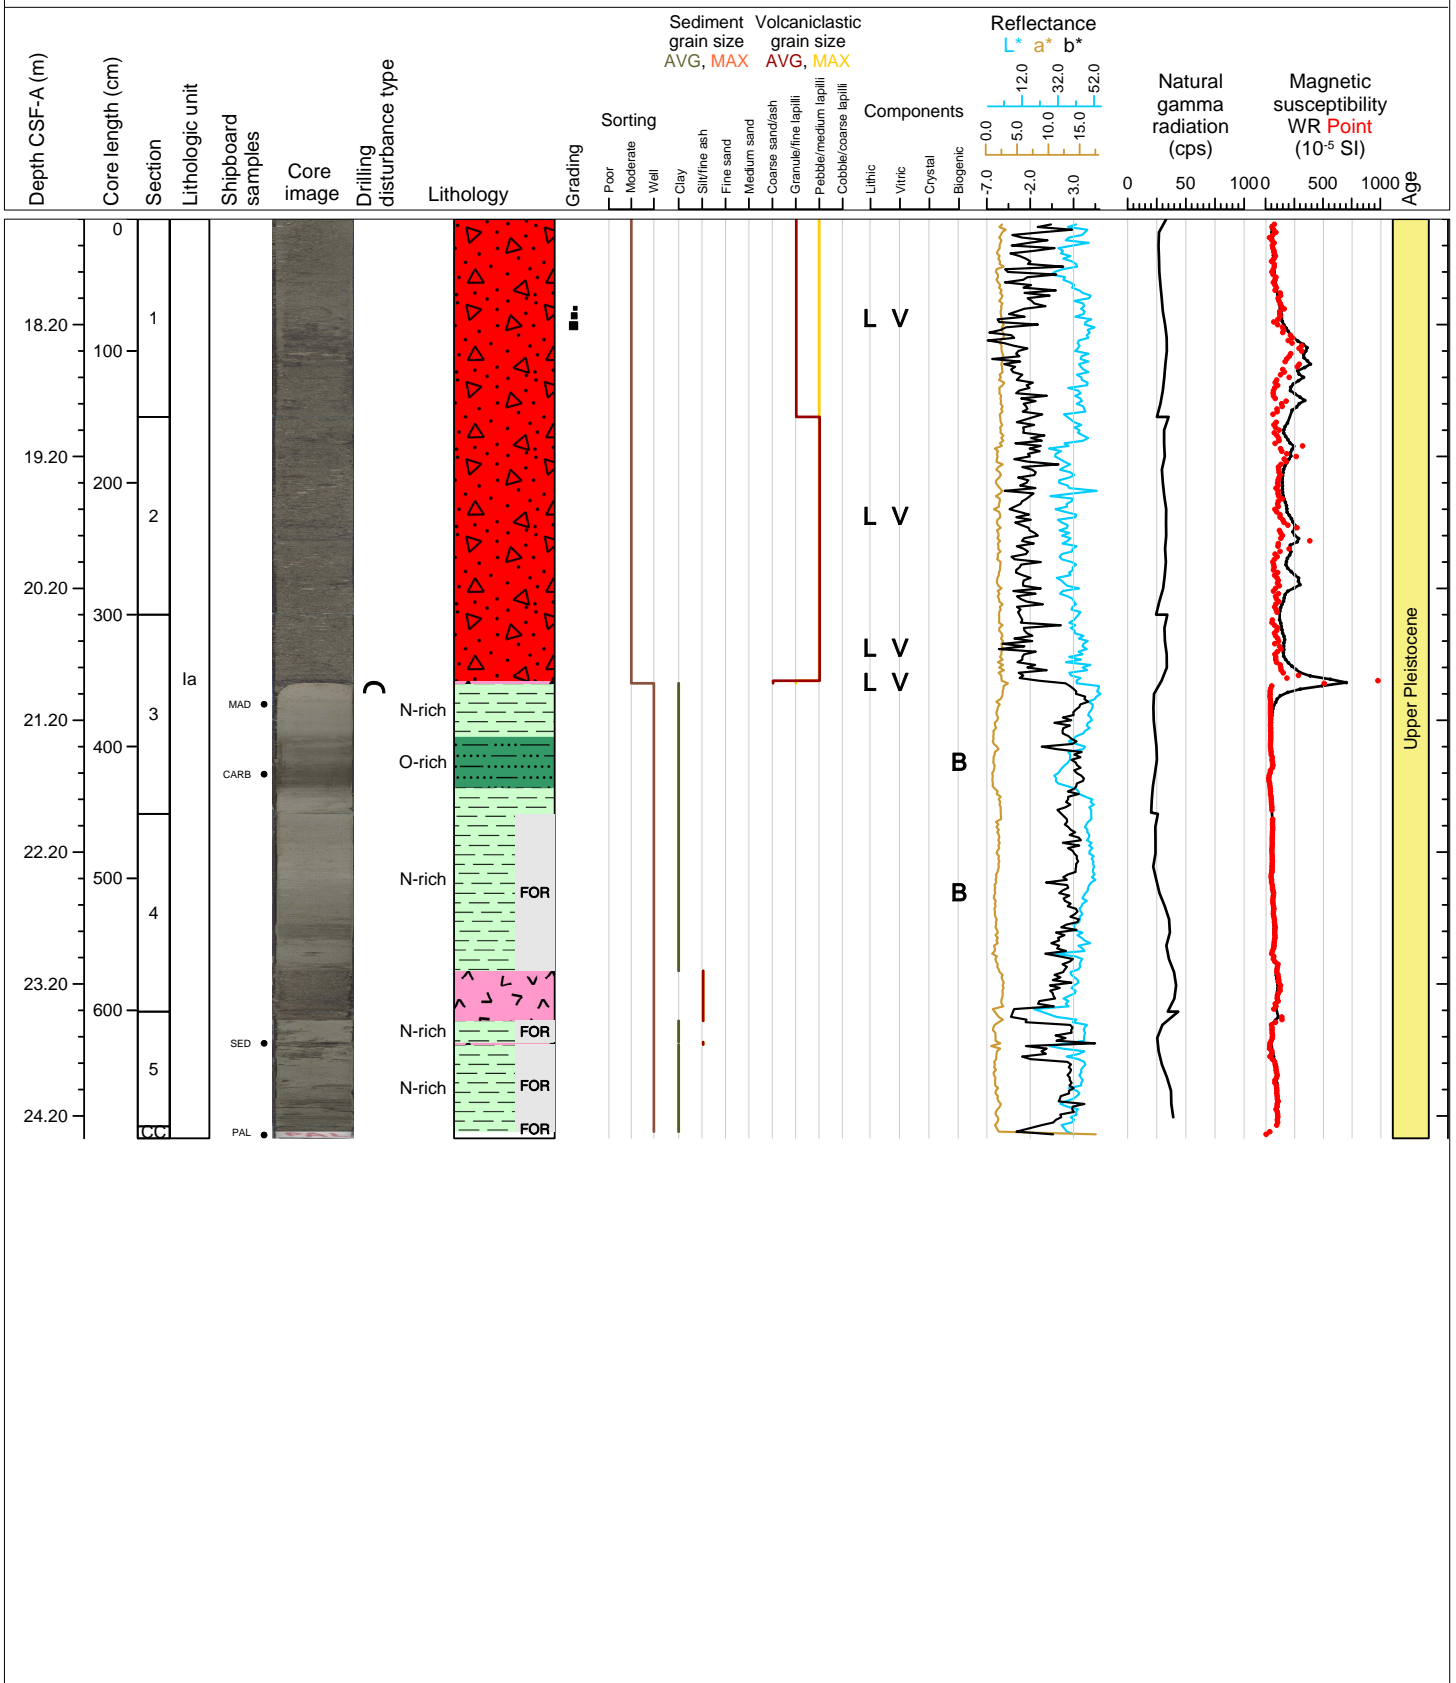 Depth CSF-A (m)
Core length (cm)
Section
Lithologic unit
Shipboard
samples
Core
image
Drilling
disturbance type
Lithology
Grading
Sorting
Poor
Moderate
Well
Sediment
grain size
AVG, MAX
Volcaniclastic
grain size
AVG, MAX
Clay
Silt/fine ash
Fine sand
Medium sand
Coarse sand/ash
Granule/fine lapilli
Pebble/medium lapilli
Cobble/coarse lapilli
Components
Lithic
Vitric
Crystal
Biogenic
Reflectance
L* a* b*
12.0 32.0 52.0
0.0 5.0 10.0 15.0
-7.0 -2.0 3.0
Natural
gamma
radiation
(cps)
0 50 100
Magnetic
susceptibility
WR Point
(10-5 SI)
0 500 1000
Age
0
1
L V
18.20
100
19.20
200
2
L V
20.20
300
L V
Ia
L V
MAD
N-rich
3
21.20
400
O-rich
B
CARB
Upper Pleistocene
22.20
500
N-rich
FOR
B
4
23.20
600
N-rich
FOR
SED
5
N-rich
FOR
24.20
CC
PAL
FOR